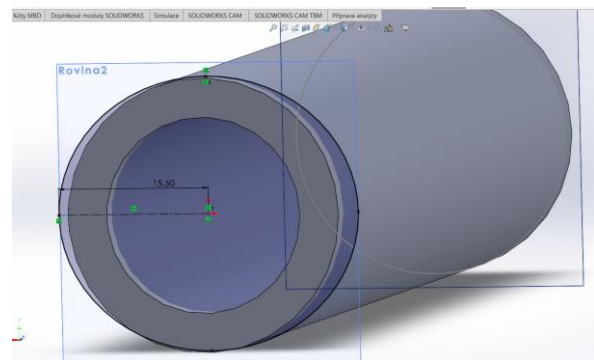 Kóty MBD Doplňkové moduly SOLIDWORKS Simulace SOLIDWORKS CAM SOLIDWORKS CAM TBM Příprava analýzy
Rovina2
15.50